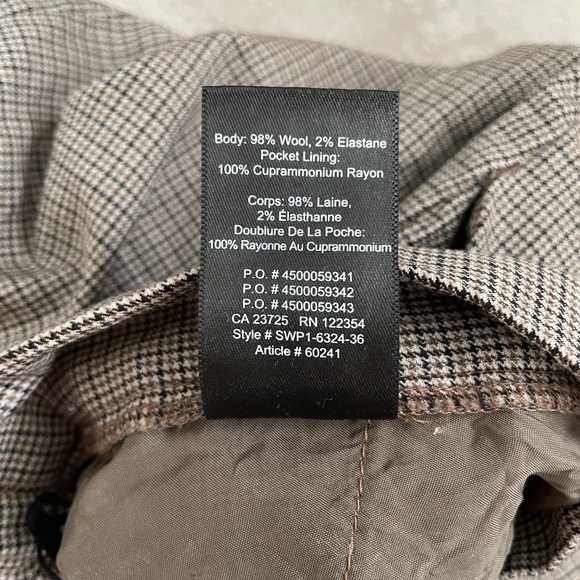 Body: 98% Wool, 2% Elastane
Pocket Lining:
100% Cuprammonium Rayon
Corps: 98% Laine,
2% Élasthanne
Doublure De La Poche:
100% Rayonne Au Cuprammonium
P.O. # 4500059341
P.O. # 4500059342
P.O. # 4500059343
CA 23725 RN 122354
Style # SWP1-6324-36
Article # 60241